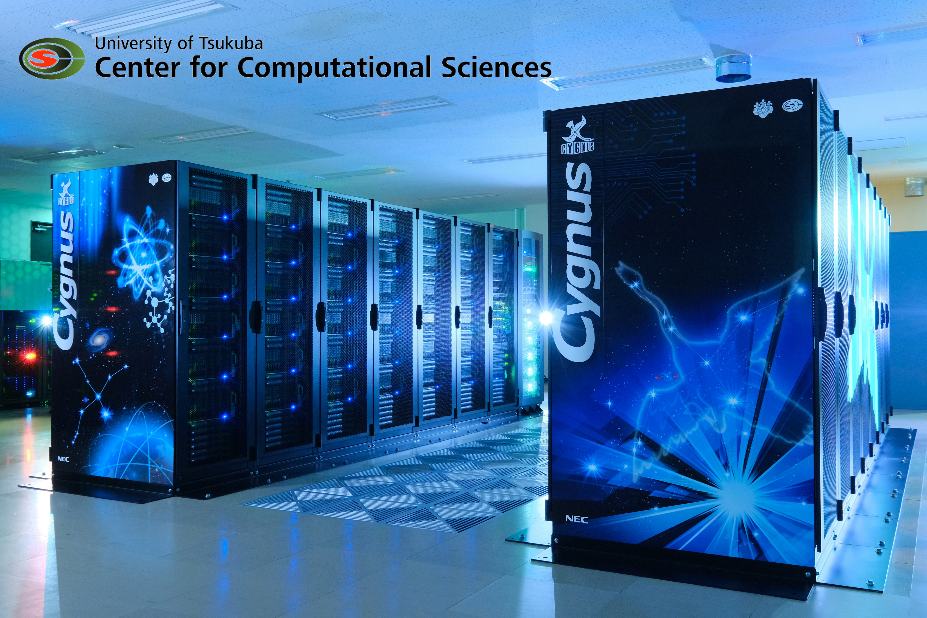 University of Tsukuba
Center for Computational Sciences
Cygnus
NEC
Cygnus
NEC